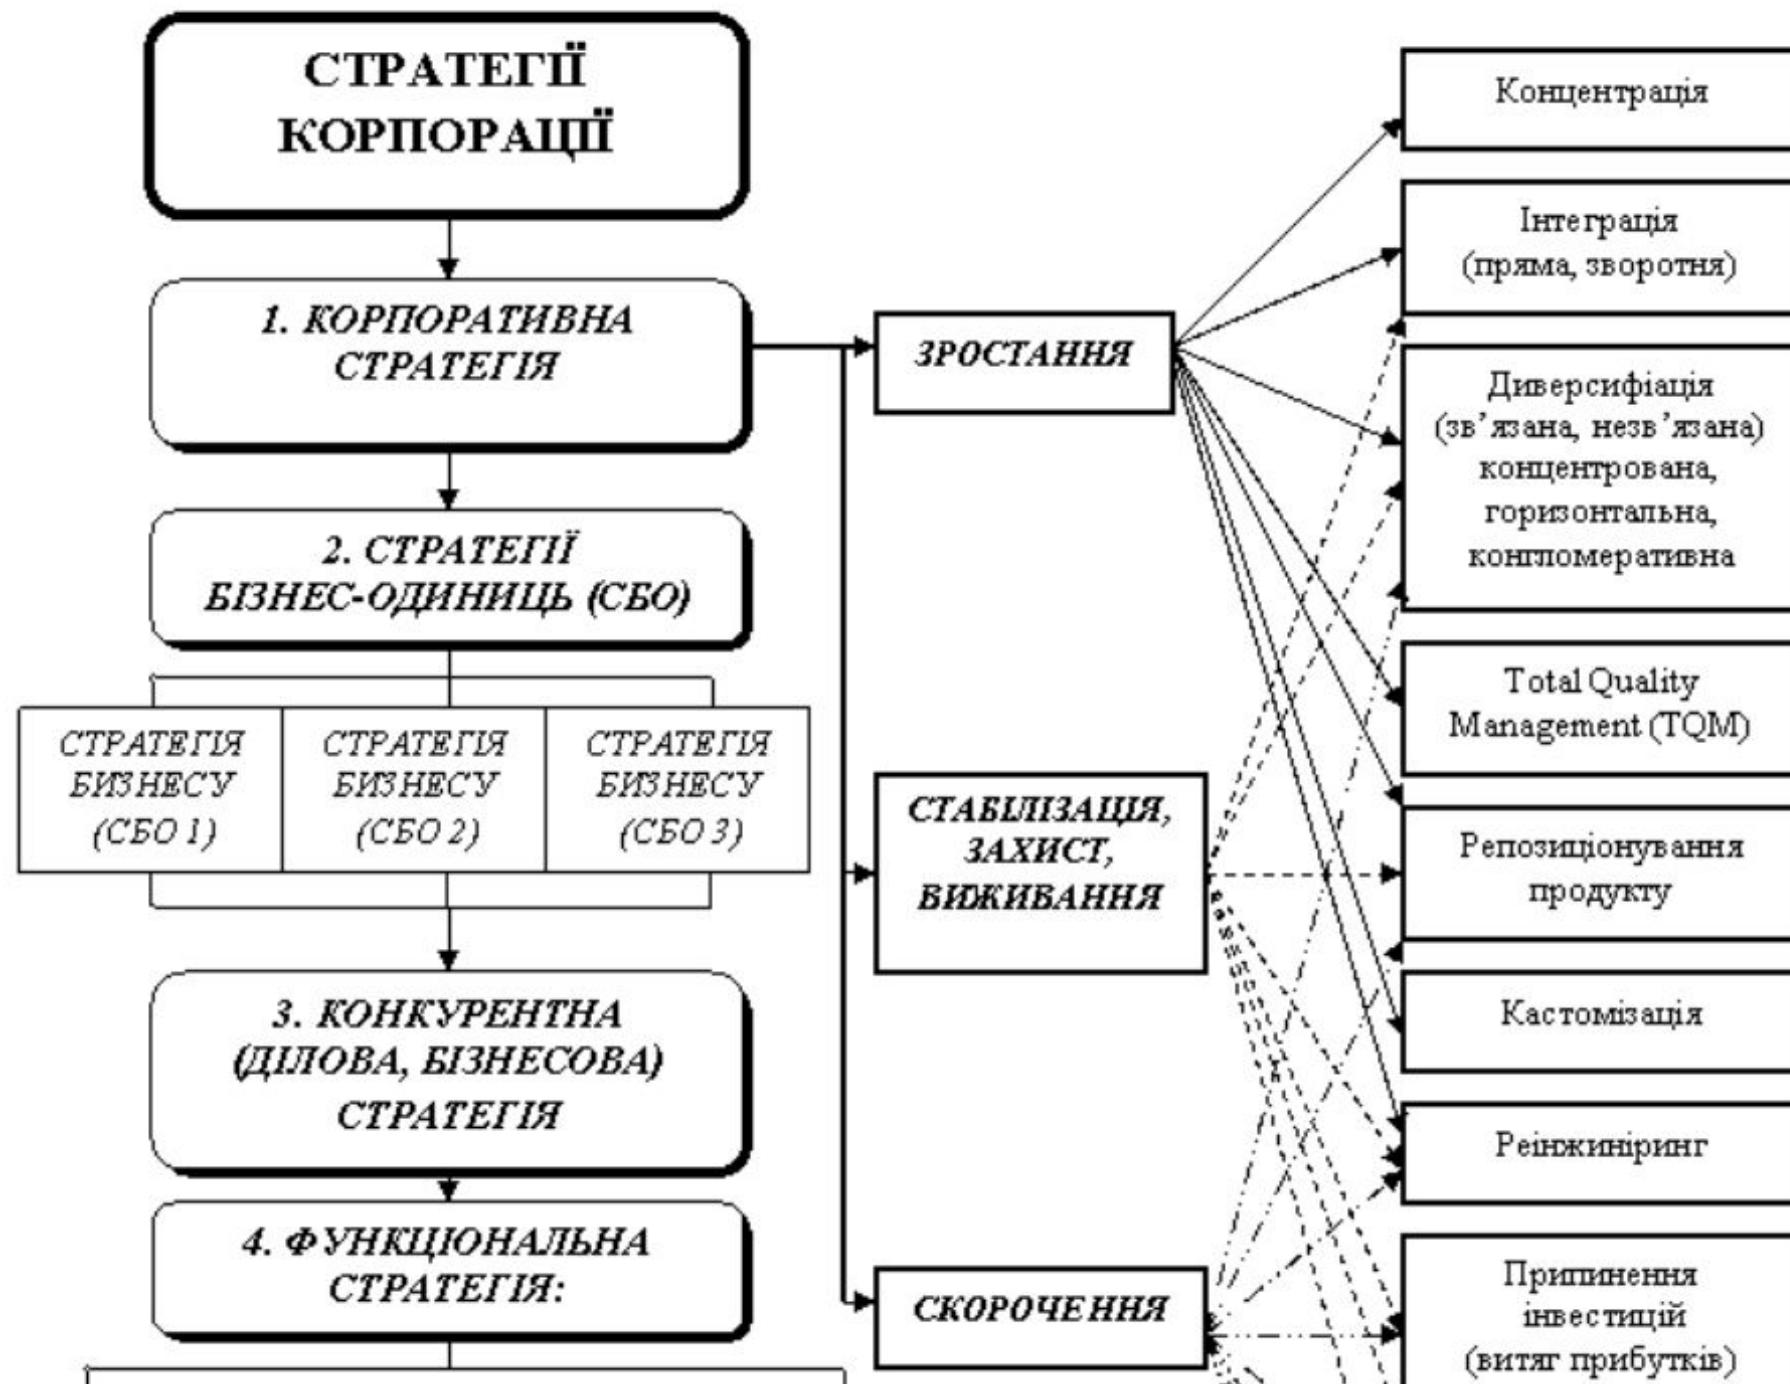 СТРАТЕГІЇ
КОРПОРАЦІЇ
1. КОРПОРАТИВНА
СТРАТЕГІЯ
2. СТРАТЕГІЇ
БІЗНЕС-ОДИНИЦЬ (СБО)
СТРАТЕГІЯ
БИЗНЕСУ
(СБО 1)
СТРАТЕГІЯ
БИЗНЕСУ
(СБО 2)
СТРАТЕГІЯ
БИЗНЕСУ
(СБО 3)
3. КОНКУРЕНТНА
(ДІЛОВА, БІЗНЕСОВА)
СТРАТЕГІЯ
4. ФУНКЦІОНАЛЬНА
СТРАТЕГІЯ:
ЗРОСТАННЯ
СТАБІЛІЗАЦІЯ,
ЗАХИСТ,
ВИЖИВАННЯ
СКОРОЧЕННЯ
Концентрація
Інтеграція
(пряма, зворотня)
Диверсифіація
(зв’язана, незв’язана)
концентрована,
горизонтальна,
конгломеративна
Total Quality
Management (TQM)
Репозиціонування
продукту
Кастомізація
Реінжиніринг
Припинення
інвестицій
(витяг прибутків)